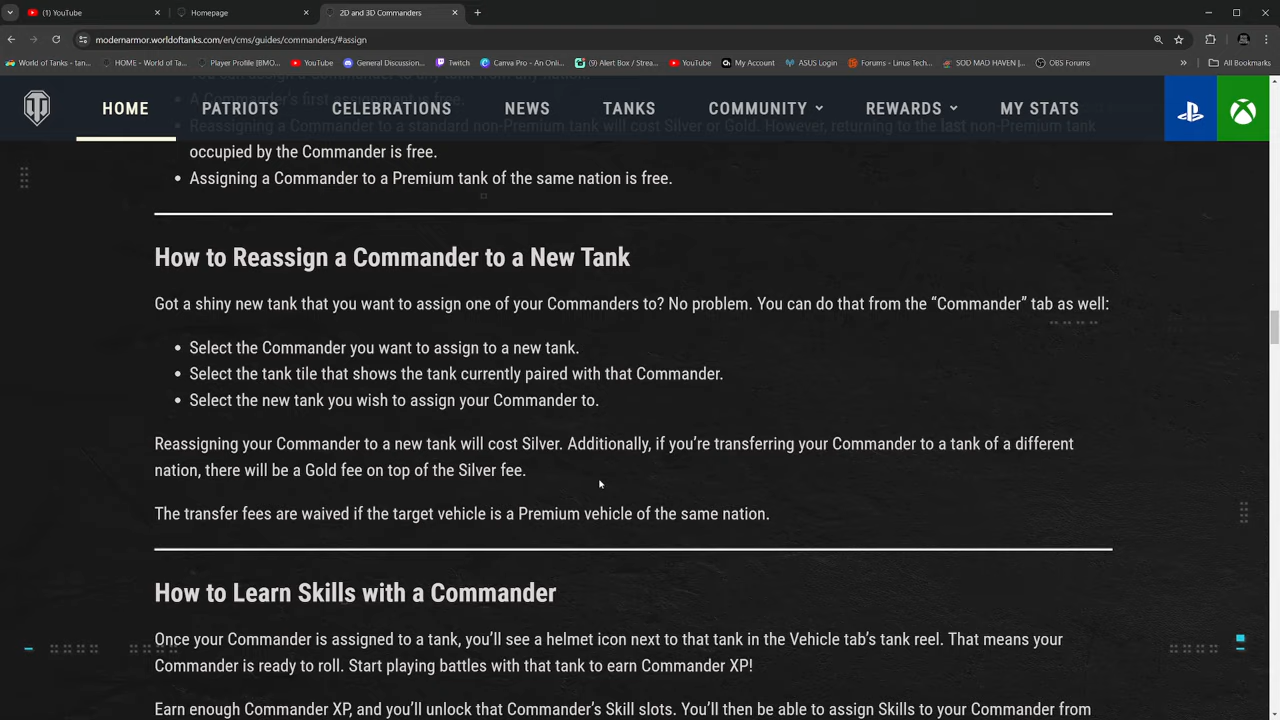 (1) YouTube
Homepage
2D and 3D Commanders
modernarmor.worldoftanks.com/en/cms/guides/commanders/#assign
World of Tanks - tan...
HOME - World of Ta...
Player Profile [BMO...
YouTube
General Discussion...
Twitch
Canva Pro - An Onli...
(9) Alert Box / Strea...
YouTube
My Account
ASUS Login
Forums - Linus Tech...
SOD MAD HAVEN |...
OBS Forums
All Bookmarks
HOME
PATRIOTS
CELEBRATIONS
NEWS
TANKS
COMMUNITY
REWARDS
MY STATS
A Commander's first assignment is free.
Reassigning a Commander to a standard non-Premium tank will cost Silver or Gold. However, returning to the last non-Premium tank
occupied by the Commander is free.
• Assigning a Commander to a Premium tank of the same nation is free.
How to Reassign a Commander to a New Tank
Got a shiny new tank that you want to assign one of your Commanders to? No problem. You can do that from the “Commander” tab as well:
• Select the Commander you want to assign to a new tank.
• Select the tank tile that shows the tank currently paired with that Commander.
• Select the new tank you wish to assign your Commander to.
Reassigning your Commander to a new tank will cost Silver. Additionally, if you’re transferring your Commander to a tank of a different
nation, there will be a Gold fee on top of the Silver fee.
The transfer fees are waived if the target vehicle is a Premium vehicle of the same nation.
How to Learn Skills with a Commander
Once your Commander is assigned to a tank, you’ll see a helmet icon next to that tank in the Vehicle tab’s tank reel. That means your
Commander is ready to roll. Start playing battles with that tank to earn Commander XP!
Earn enough Commander XP, and you’ll unlock that Commander’s Skill slots. You’ll then be able to assign Skills to your Commander from